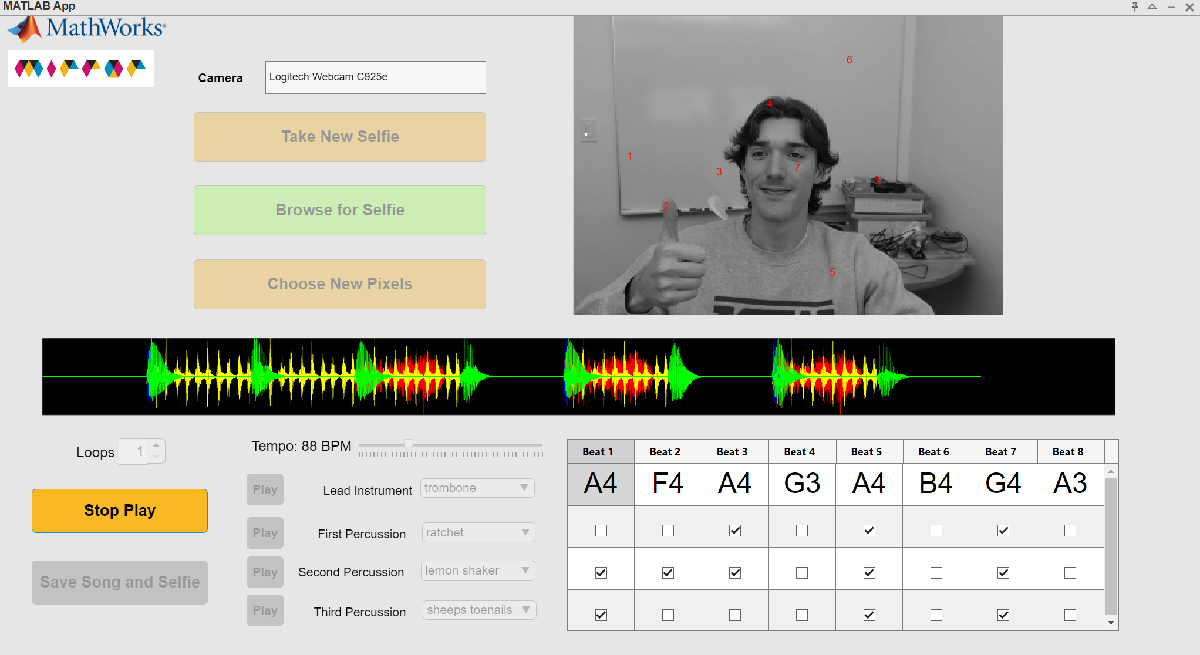 MATLAB App
MathWorks®
Camera
Logitech Webcam C925e
Take New Selfie
Browse for Selfie
Choose New Pixels
6
4
1
7
3
2
5
Loops
1
Tempo: 88 BPM
Stop Play
Save Song and Selfie
Play
Lead Instrument
trombone
Play
First Percussion
ratchet
Play
Second Percussion
lemon shaker
Play
Third Percussion
sheeps toenails
Beat 1 Beat 2 Beat 3 Beat 4 Beat 5 Beat 6 Beat 7 Beat 8
A4 F4 A4 G3 A4 B4 G4 A3